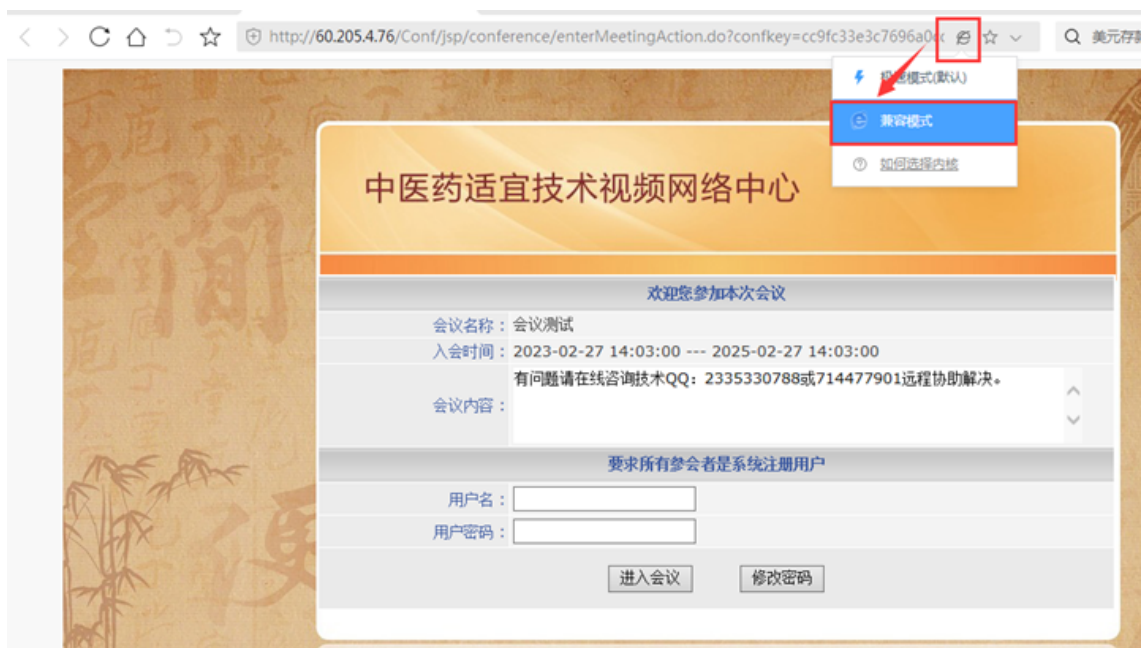 http://60.205.4.76/Conf/jsp/conference/enterMeetingAction.do?confkey=cc9fc33e3c7696a0
美元存款
极速模式(默认)
兼容模式
如何选择内核
中医药适宜技术视频网络中心
欢迎您参加本次会议
会议名称：会议测试
入会时间：2023-02-27 14:03:00 --- 2025-02-27 14:03:00
会议内容：有问题请在线咨询技术QQ：2335330788或714477901远程协助解决。
要求所有参会者是系统注册用户
用户名：
用户密码：
进入会议 修改密码